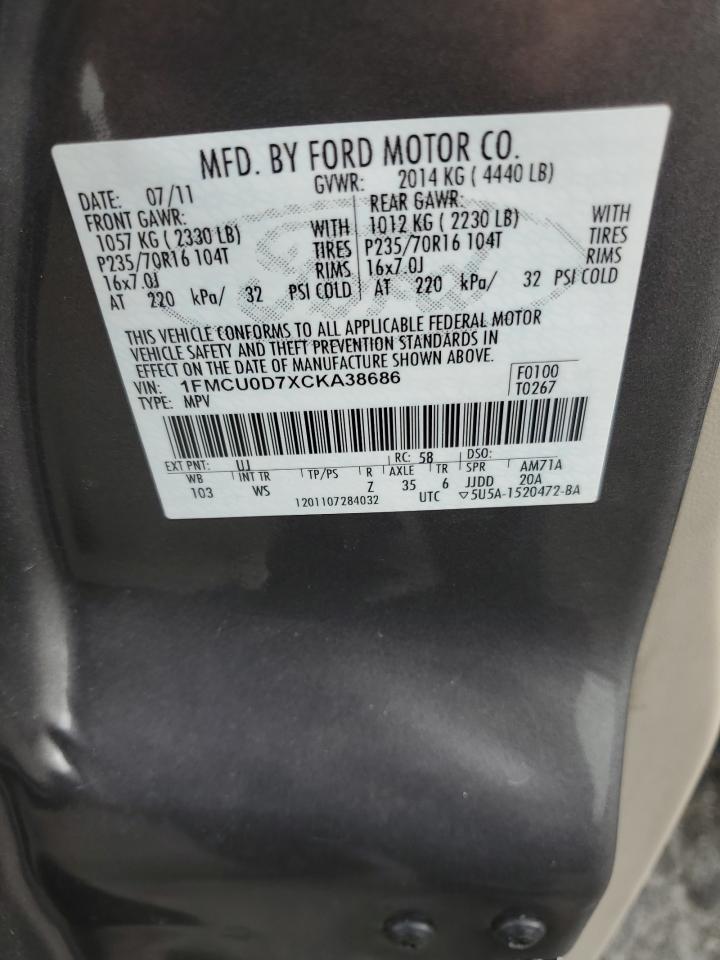 MFD. BY FORD MOTOR CO.
DATE: 07/11 GVWR: 2014 KG ( 4440 LB)
FRONT GAWR: REAR GAWR:
1057 KG ( 2330 LB) WITH 1012 KG ( 2230 LB) WITH
P235/70R16 104T TIRES P235/70R16 104T TIRES
16x7.0J RIMS 16x7.0J RIMS
AT 220 kPa/ 32 PSI COLD AT 220 kPa/ 32 PSI COLD
THIS VEHICLE CONFORMS TO ALL APPLICABLE FEDERAL MOTOR
VEHICLE SAFETY AND THEFT PREVENTION STANDARDS IN
EFFECT ON THE DATE OF MANUFACTURE SHOWN ABOVE.
VIN: 1FMCU0D7XCKA38686 F0100
TYPE: MPV T0267
EXT PNT: UJ RC: 58 DSO:
WB INT TR TP/PS R AXLE TR SPR AM71A
103 WS Z 35 6 JJDD 20A
1201107284032 UTC ▽5U5A-1520472-BA
Ford